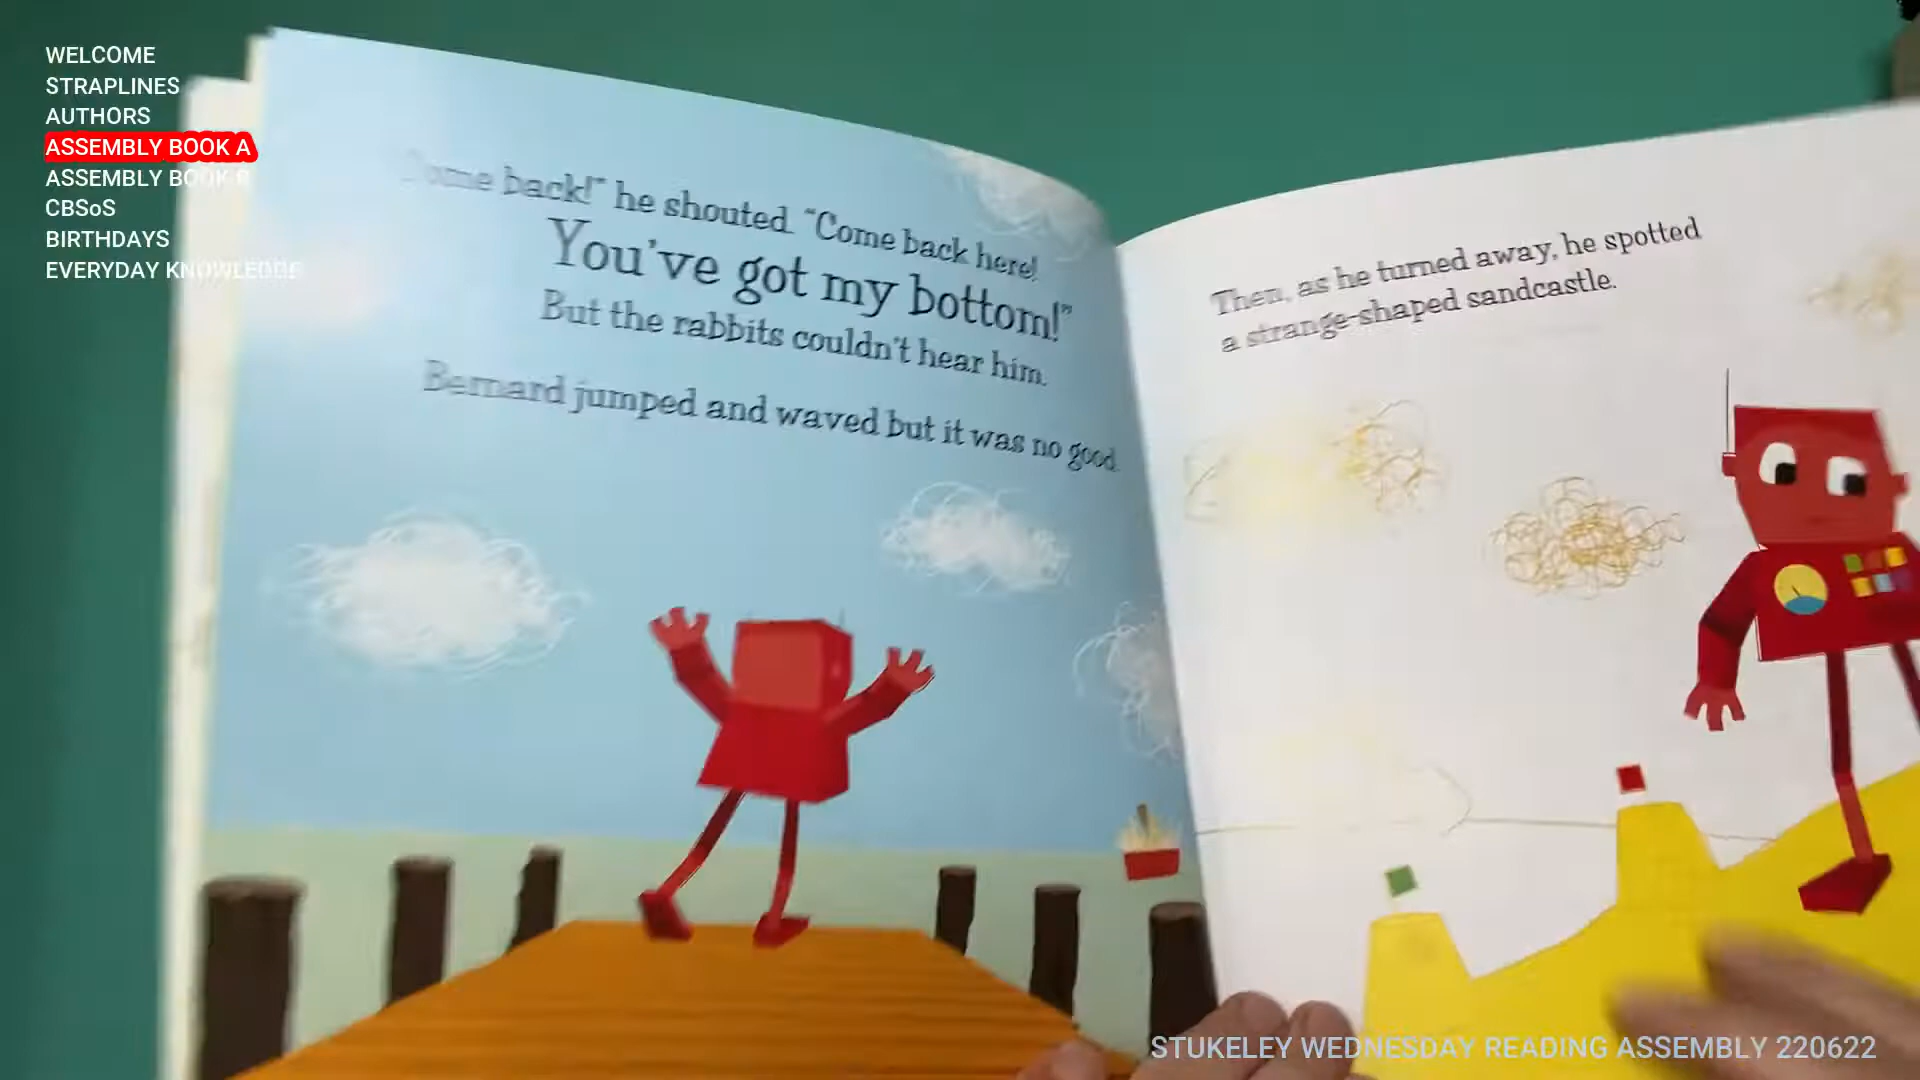 WELCOME
STRAPLINES
AUTHORS
ASSEMBLY BOOK A
ASSEMBLY BOOK B
CBSoS
BIRTHDAYS
EVERYDAY KNOWLEDGE
Come back!" he shouted. "Come back here!
You've got my bottom!"
But the rabbits couldn't hear him.
Bernard jumped and waved but it was no good.
Then, as he turned away, he spotted
a strange-shaped sandcastle.
STUKELEY WEDNESDAY READING ASSEMBLY 220622